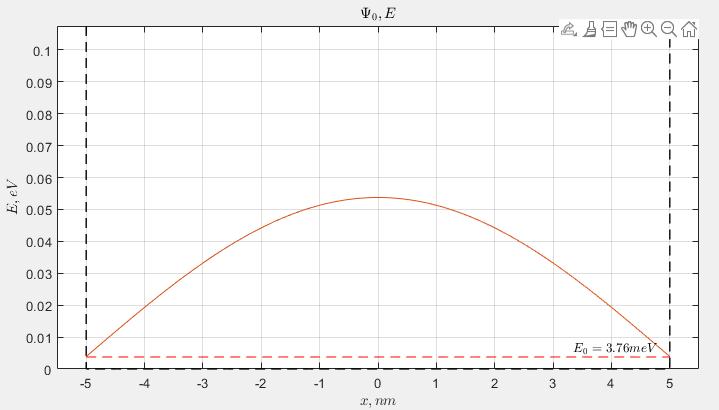 Ψ₀, E
0.1
0.09
0.08
0.07
0.06
0.05
0.04
0.03
0.02
0.01
0
E, eV
E₀ = 3.76meV
-5 -4 -3 -2 -1 0 1 2 3 4 5
x, nm